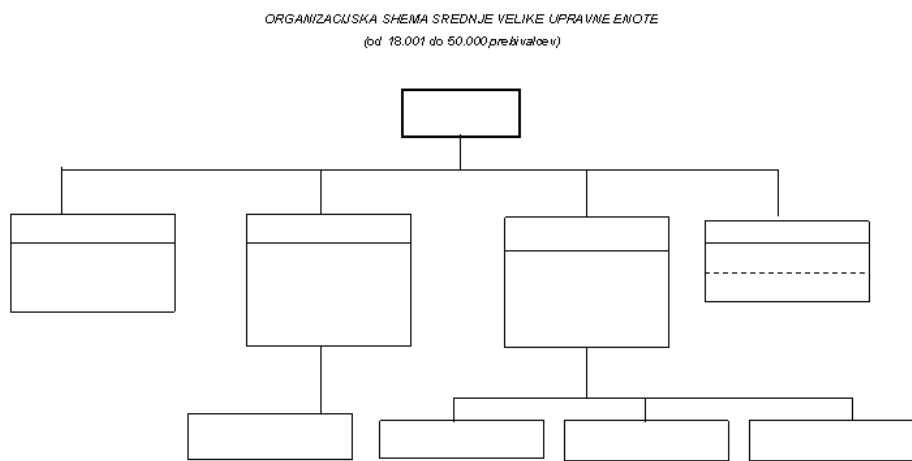 ORGANIZACIJSKA SHEMA SREDNJE VELIKE UPRAVNE ENOTE
(od 18.001 do 50.000 prebivalcev)